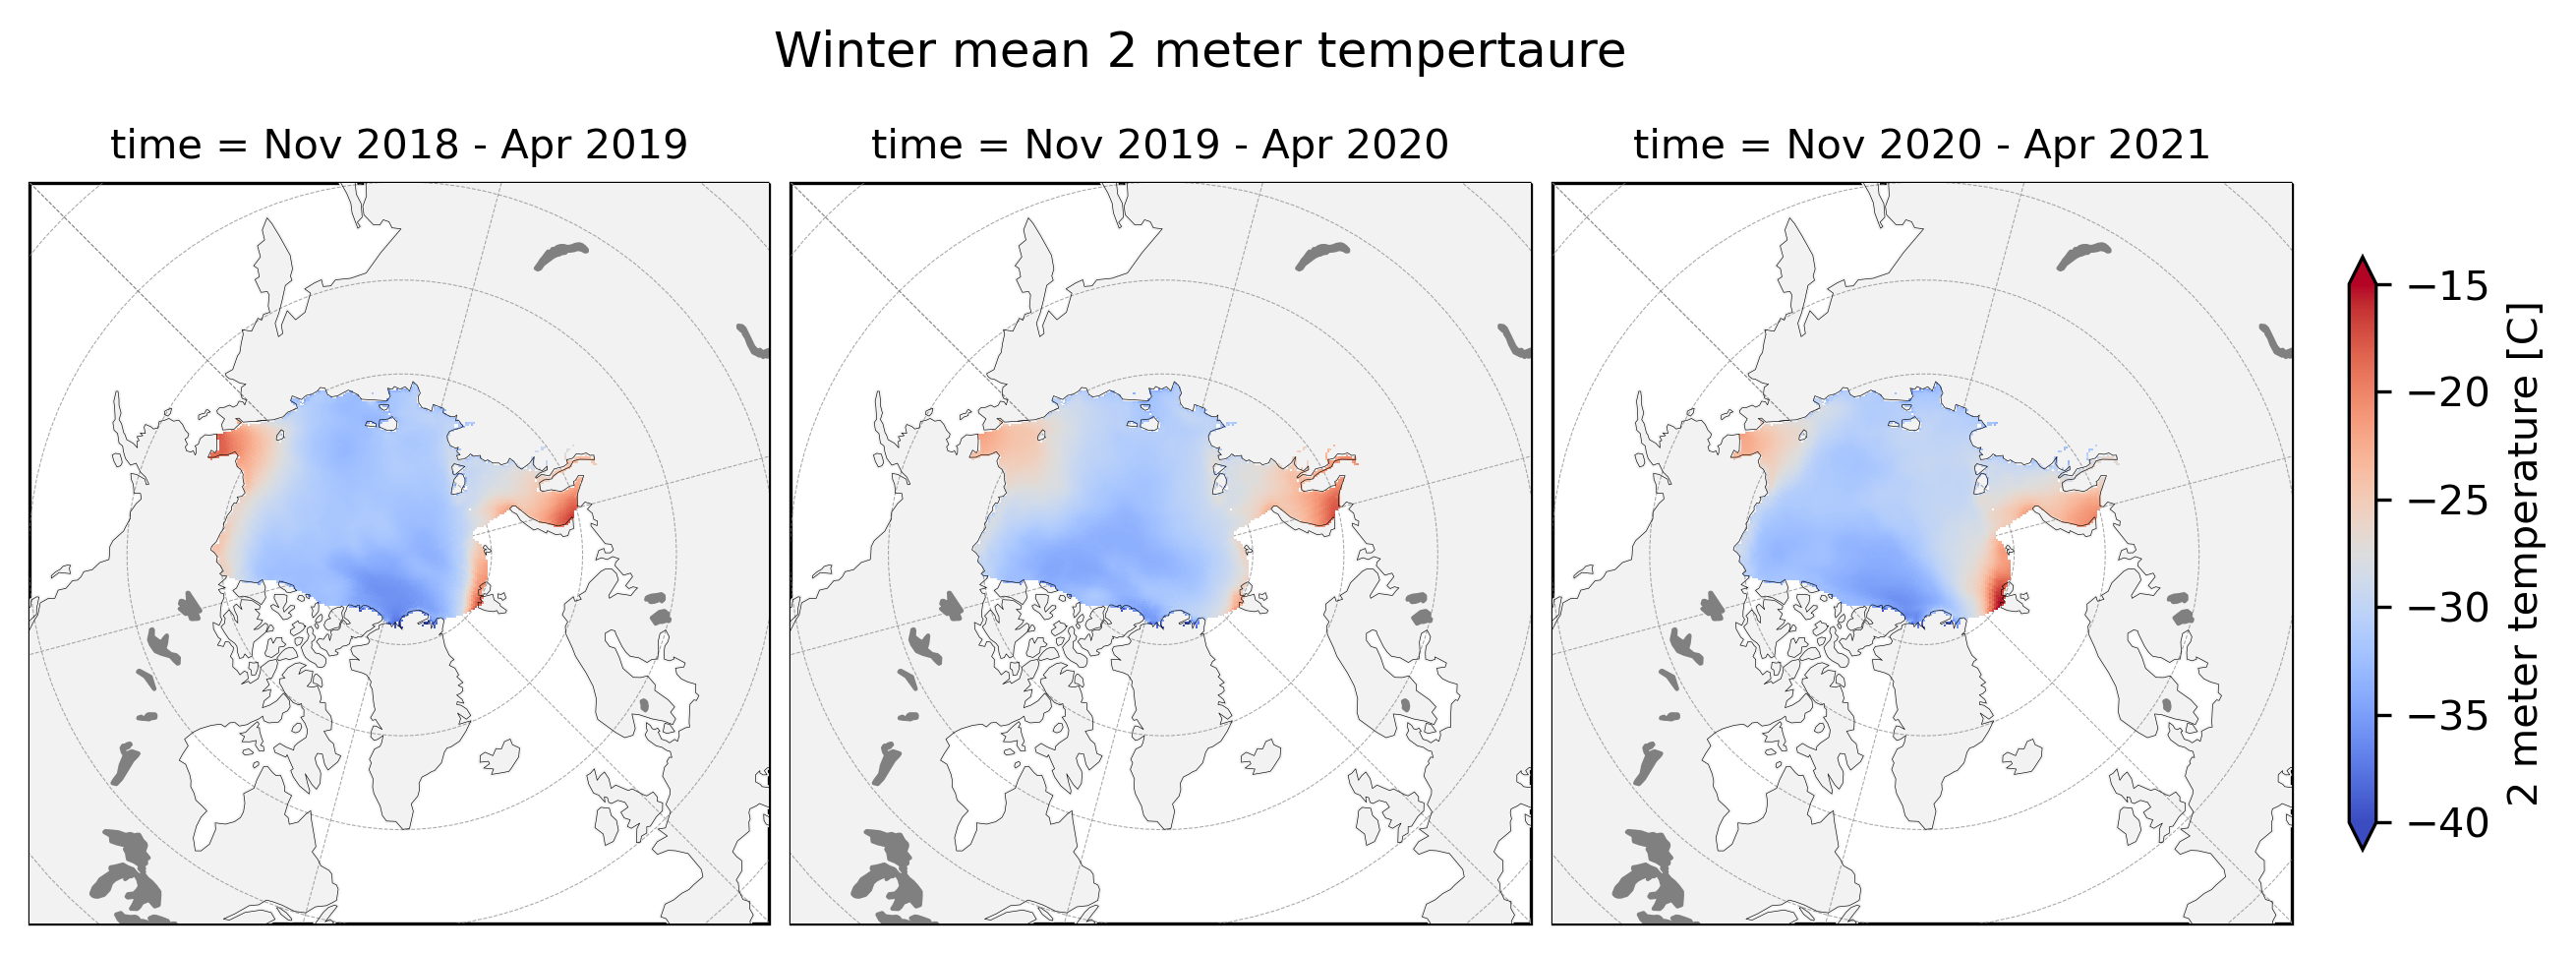 Winter mean 2 meter tempertaure
time = Nov 2018 - Apr 2019
time = Nov 2019 - Apr 2020
time = Nov 2020 - Apr 2021
−15
−20
−25
−30
−35
−40
2 meter temperature [C]